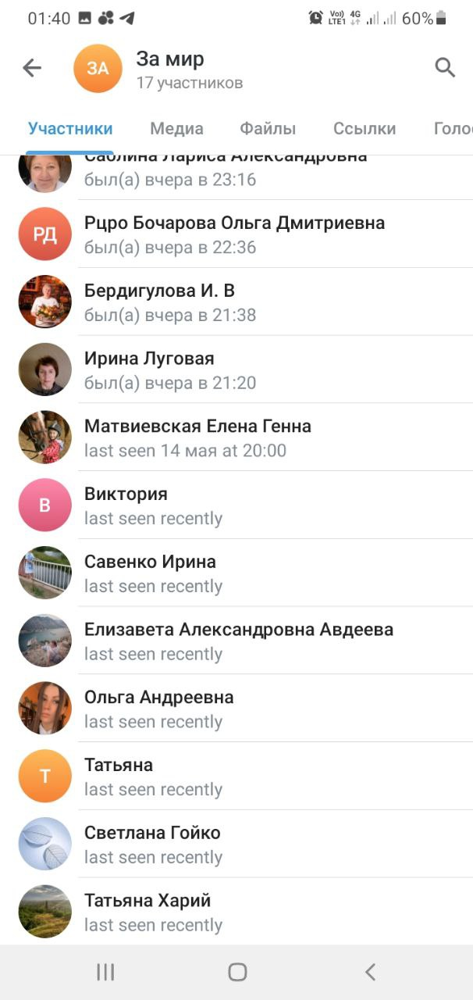 01:40
Vo)) 4G
LTE1
60%
ЗА
За мир
17 участников
Участники Медиа Файлы Ссылки Голо
Саблина Лариса Александровна
был(а) вчера в 23:16
РД
Рцро Бочарова Ольга Дмитриевна
был(а) вчера в 22:36
Бердигулова И. В
был(а) вчера в 21:38
Ирина Луговая
был(а) вчера в 21:20
Матвиевская Елена Генна
last seen 14 мая at 20:00
В
Виктория
last seen recently
Савенко Ирина
last seen recently
Елизавета Александровна Авдеева
last seen recently
Ольга Андреевна
last seen recently
Т
Татьяна
last seen recently
Светлана Гойко
last seen recently
Татьяна Харий
last seen recently